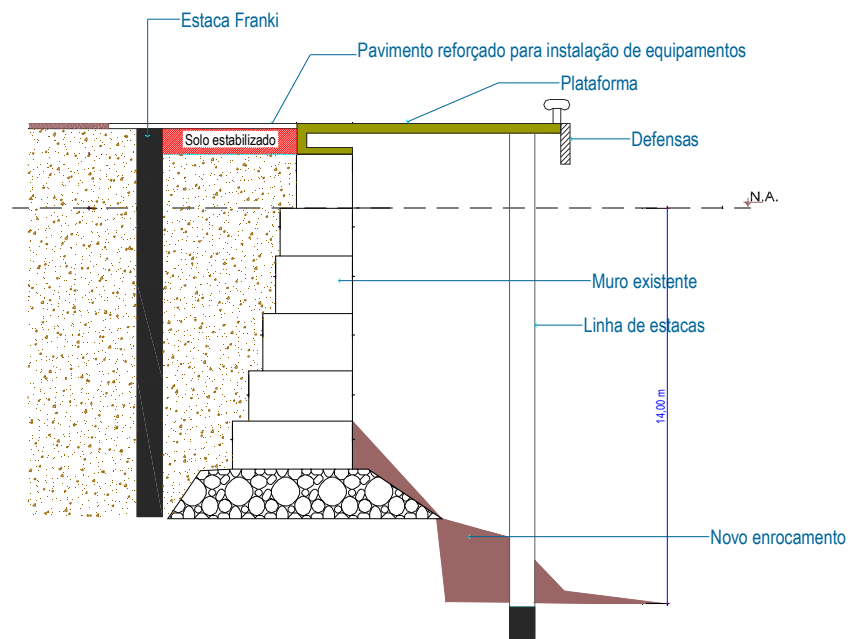 Estaca Franki
Pavimento reforçado para instalação de equipamentos
Plataforma
Solo estabilizado
Defensas
N.A.
Muro existente
Linha de estacas
14,00 m
Novo enrocamento